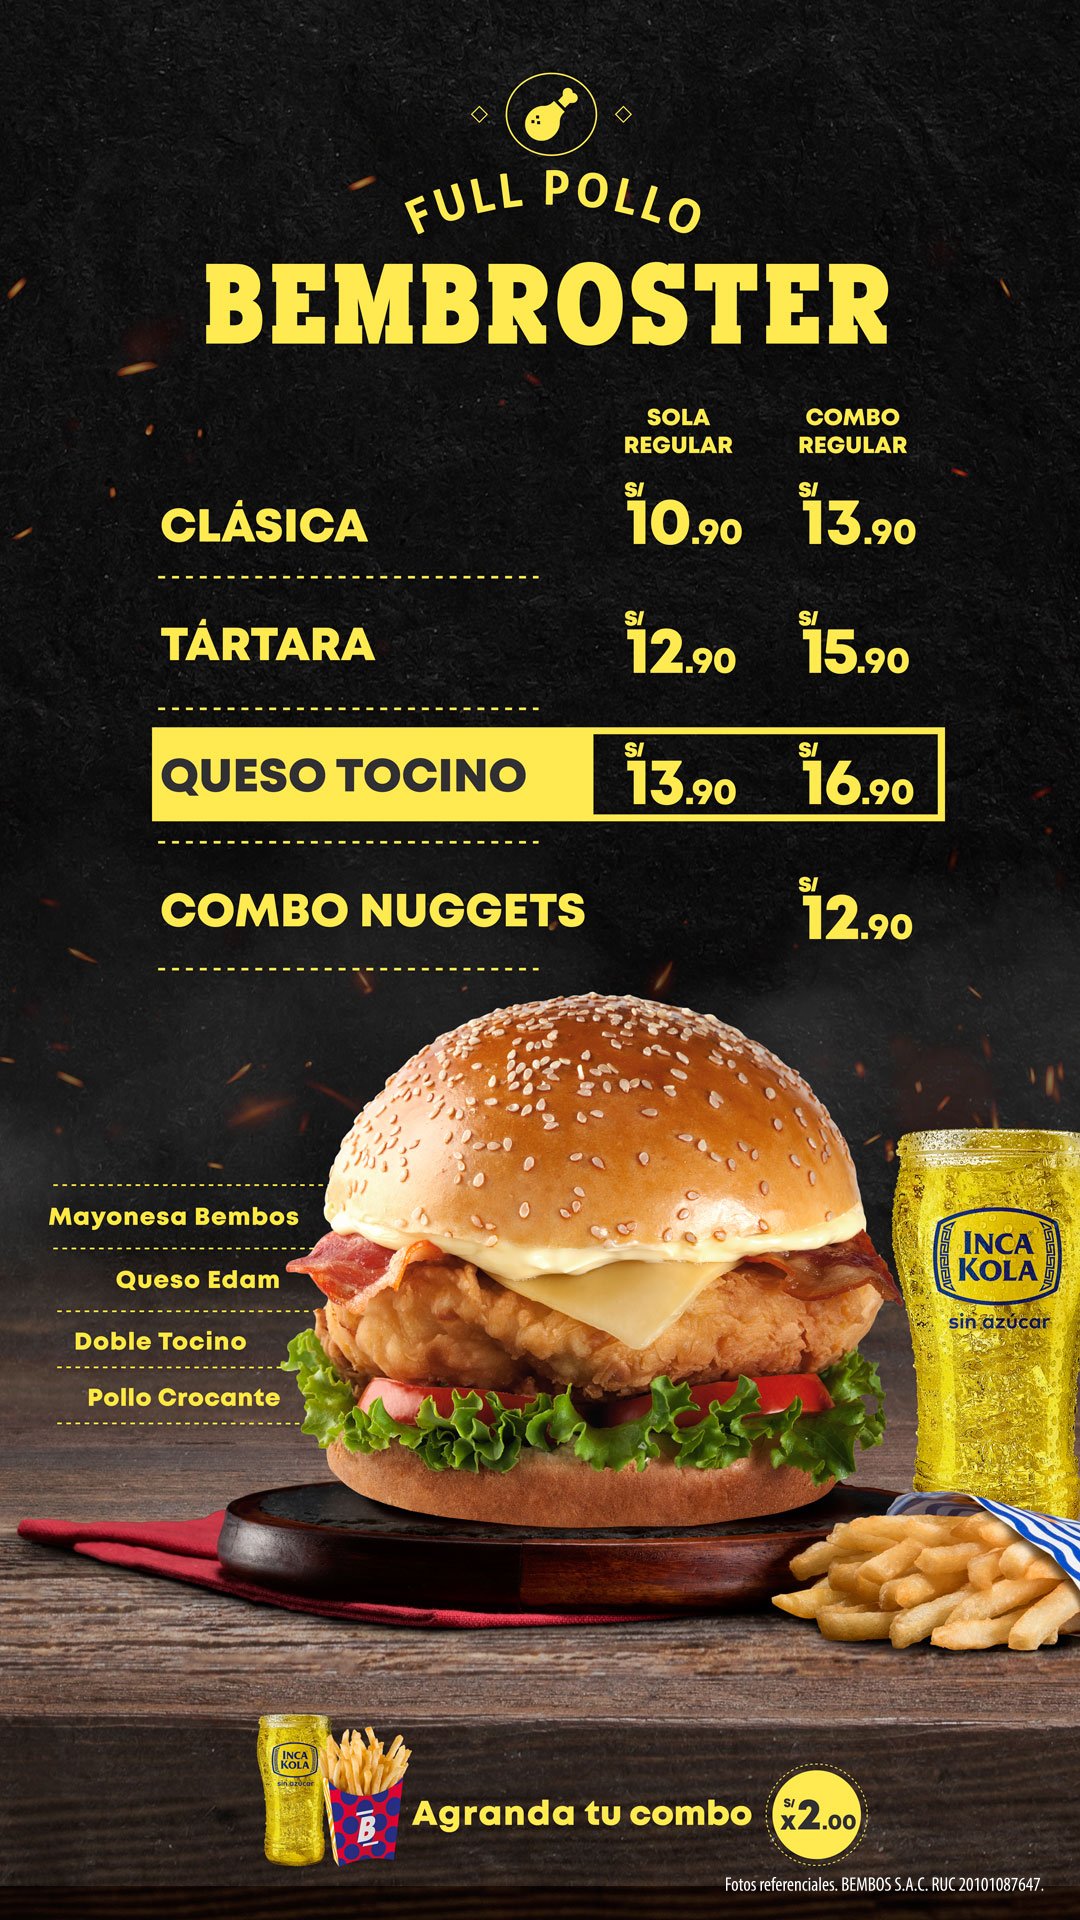 FULL POLLO
BEMBROSTER
SOLA REGULAR
COMBO REGULAR
CLÁSICA S/10.90 S/13.90
TÁRTARA S/12.90 S/15.90
QUESO TOCINO S/13.90 S/16.90
COMBO NUGGETS S/12.90
Mayonesa Bembos
Queso Edam
Doble Tocino
Pollo Crocante
INCA
KOLA
sin azúcar
INCA
KOLA
sin azúcar
B
Agranda tu combo S/ x2.00
Fotos referenciales. BEMBOS S.A.C. RUC 20101087647.